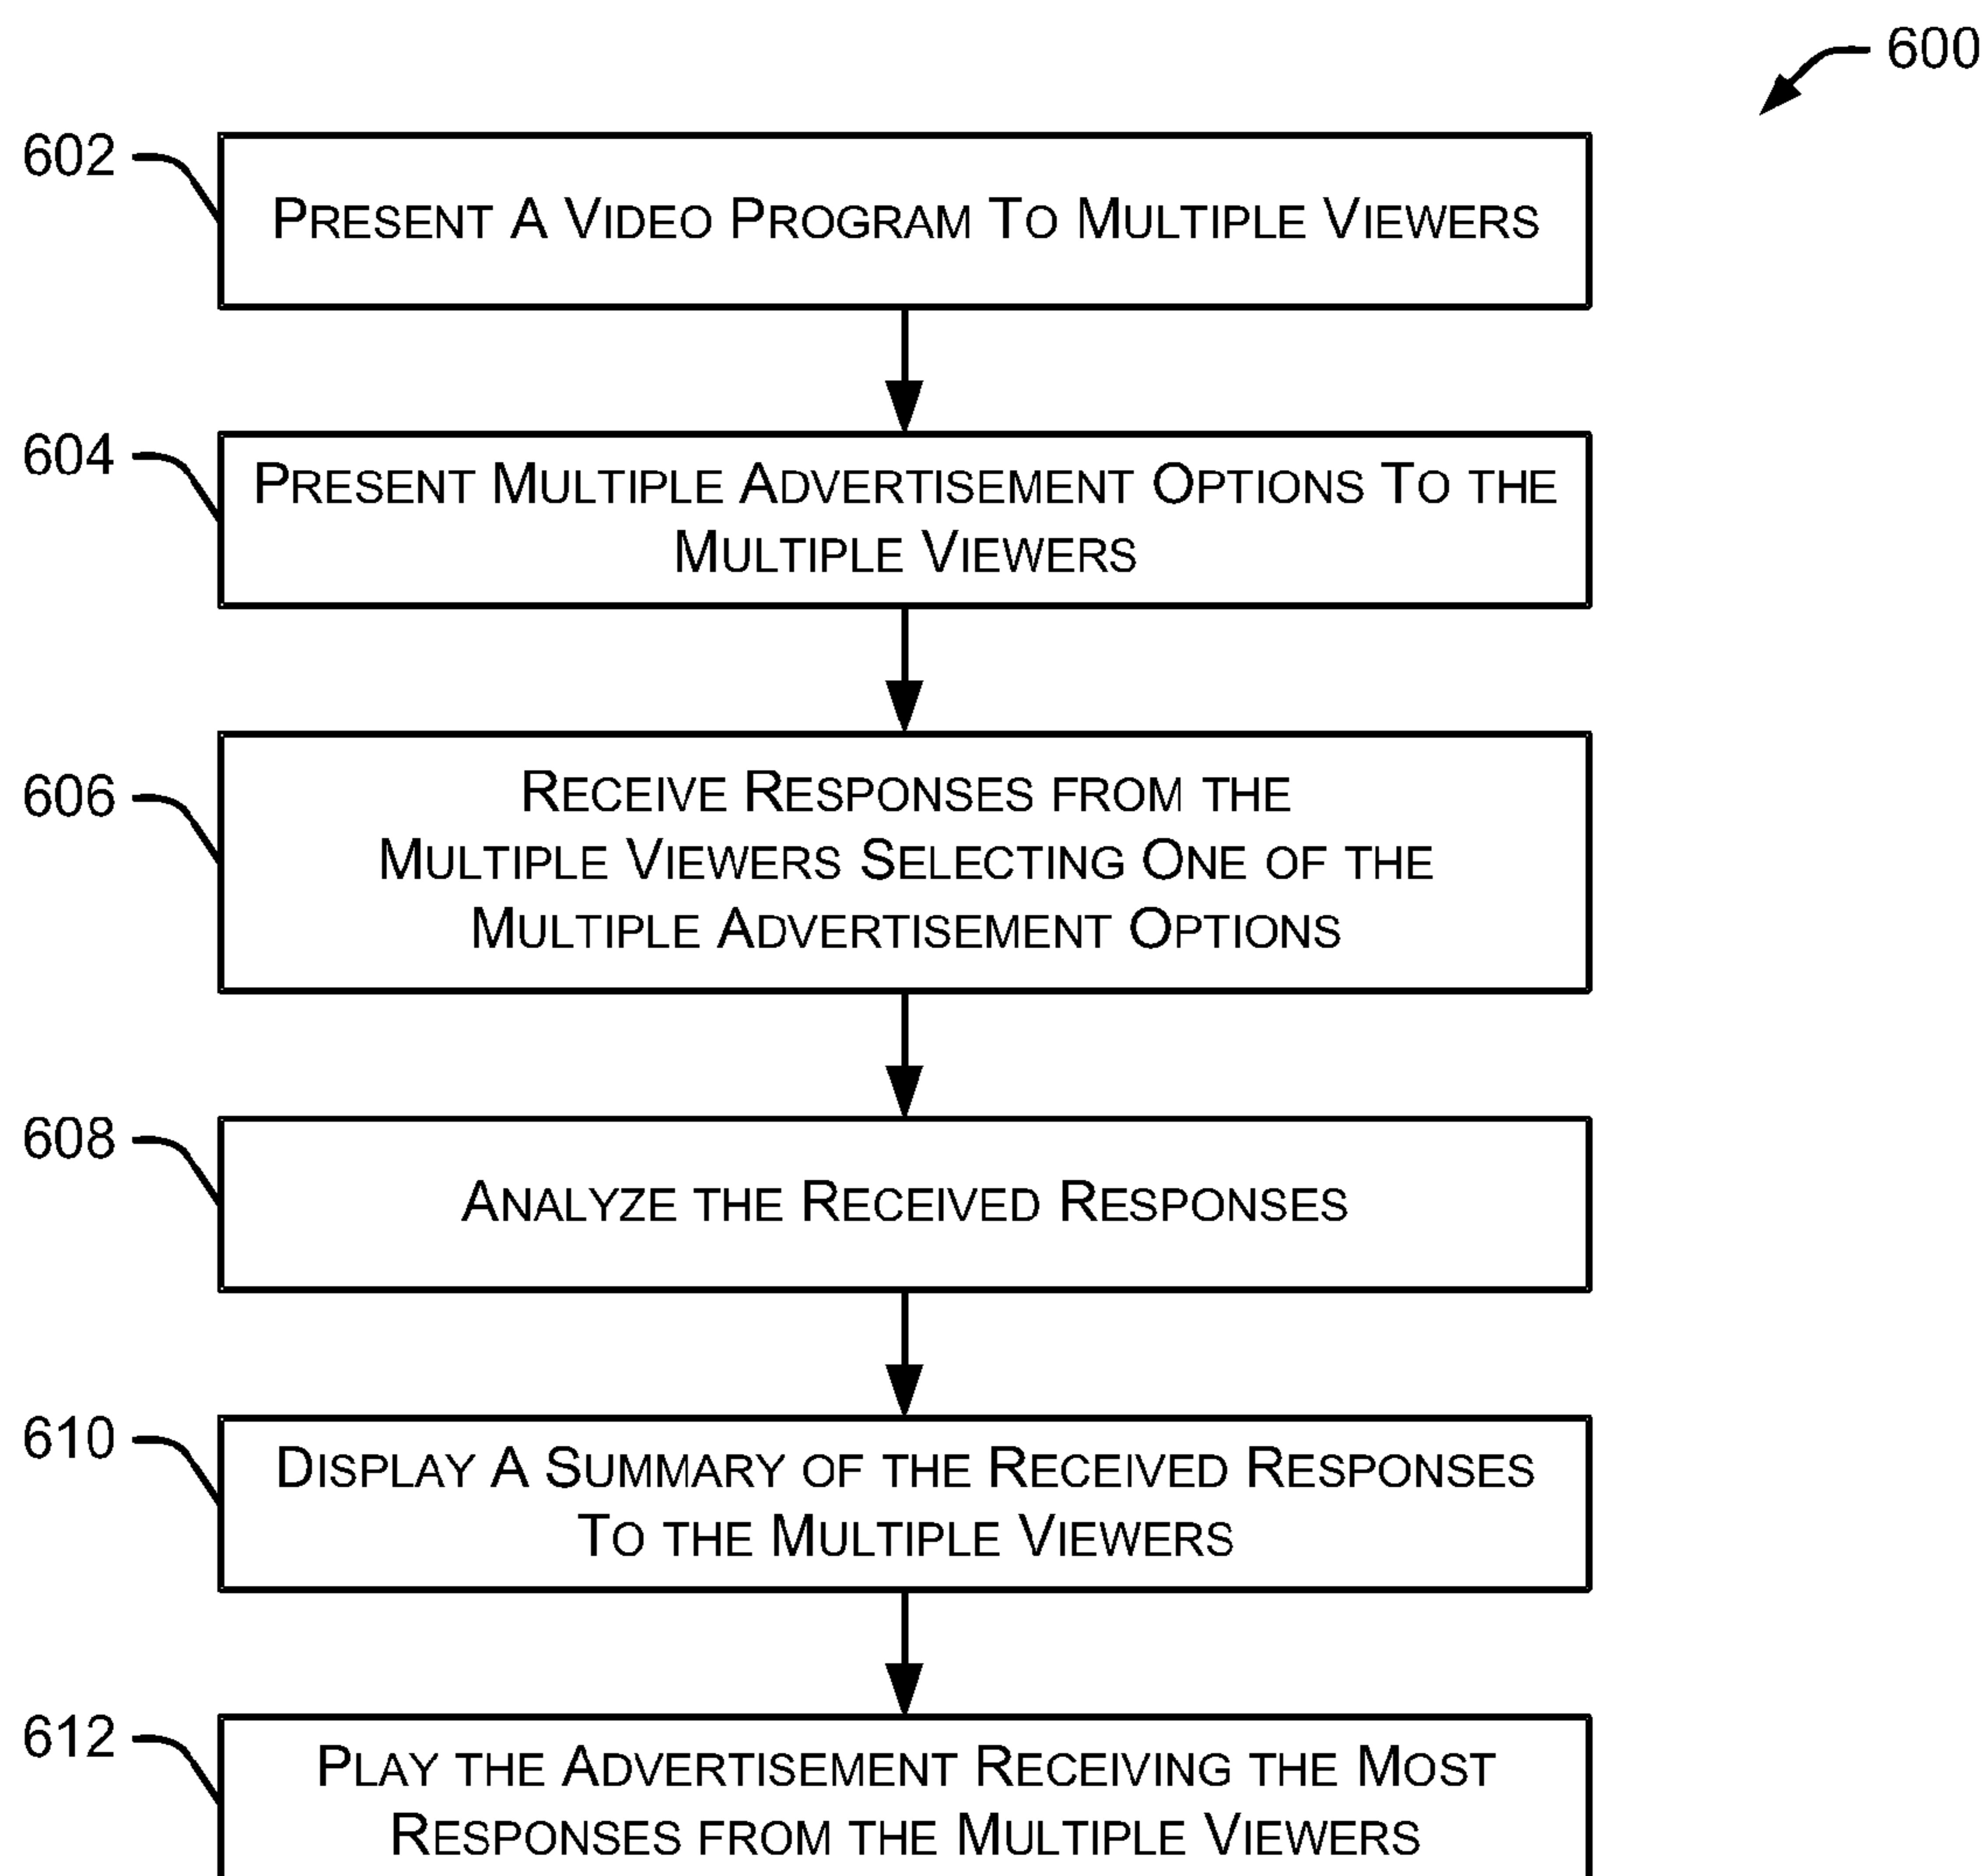 600
602
Present A Video Program To Multiple Viewers
604
Present Multiple Advertisement Options To the
Multiple Viewers
606
Receive Responses from the
Multiple Viewers Selecting One of the
Multiple Advertisement Options
608
Analyze the Received Responses
610
Display A Summary of the Received Responses
To the Multiple Viewers
612
Play the Advertisement Receiving the Most
Responses from the Multiple Viewers